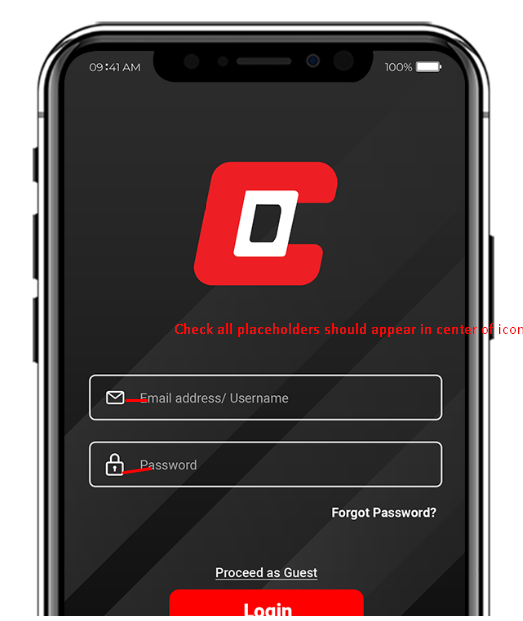 09:41 AM 100%
Check all placeholders should appear in center of icon
Email address/ Username
Password
Forgot Password?
Proceed as Guest
Login